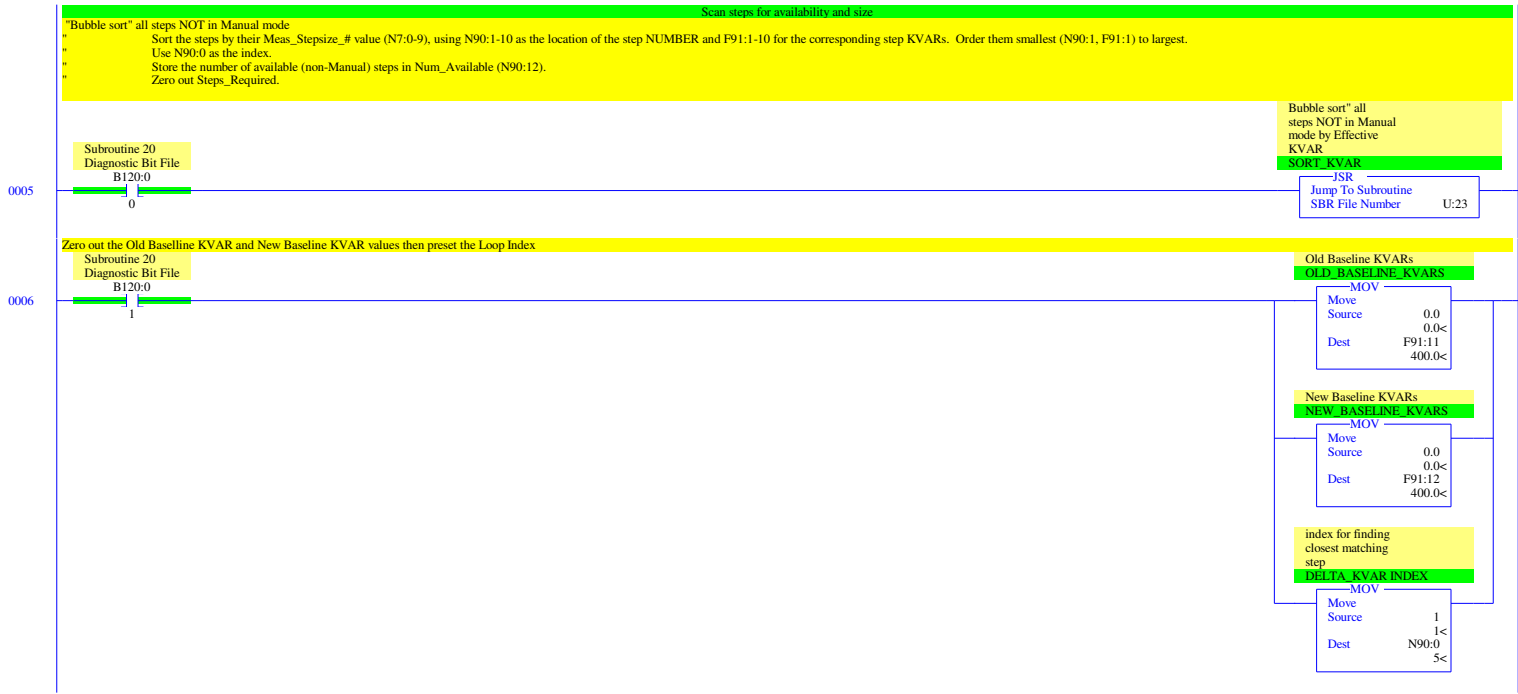 Scan steps for availability and size
"Bubble sort" all steps NOT in Manual mode
" Sort the steps by their Meas_Stepsize_# value (N7:0-9), using N90:1-10 as the location of the step NUMBER and F91:1-10 for the corresponding step KVARs. Order them smallest (N90:1, F91:1) to largest.
" Use N90:0 as the index.
" Store the number of available (non-Manual) steps in Num_Available (N90:12).
" Zero out Steps_Required.
Bubble sort" all
steps NOT in Manual
mode by Effective
KVAR
SORT_KVAR
JSR
Jump To Subroutine
SBR File Number U:23
Subroutine 20
Diagnostic Bit File
B120:0
0
0005
Zero out the Old Baselline KVAR and New Baseline KVAR values then preset the Loop Index
Subroutine 20
Diagnostic Bit File
B120:0
1
0006
Old Baseline KVARs
OLD_BASELINE_KVARS
MOV
Move
Source 0.0
0.0<
Dest F91:11
400.0<
New Baseline KVARs
NEW_BASELINE_KVARS
MOV
Move
Source 0.0
0.0<
Dest F91:12
400.0<
index for finding
closest matching
step
DELTA_KVAR INDEX
MOV
Move
Source 1
1<
Dest N90:0
5<